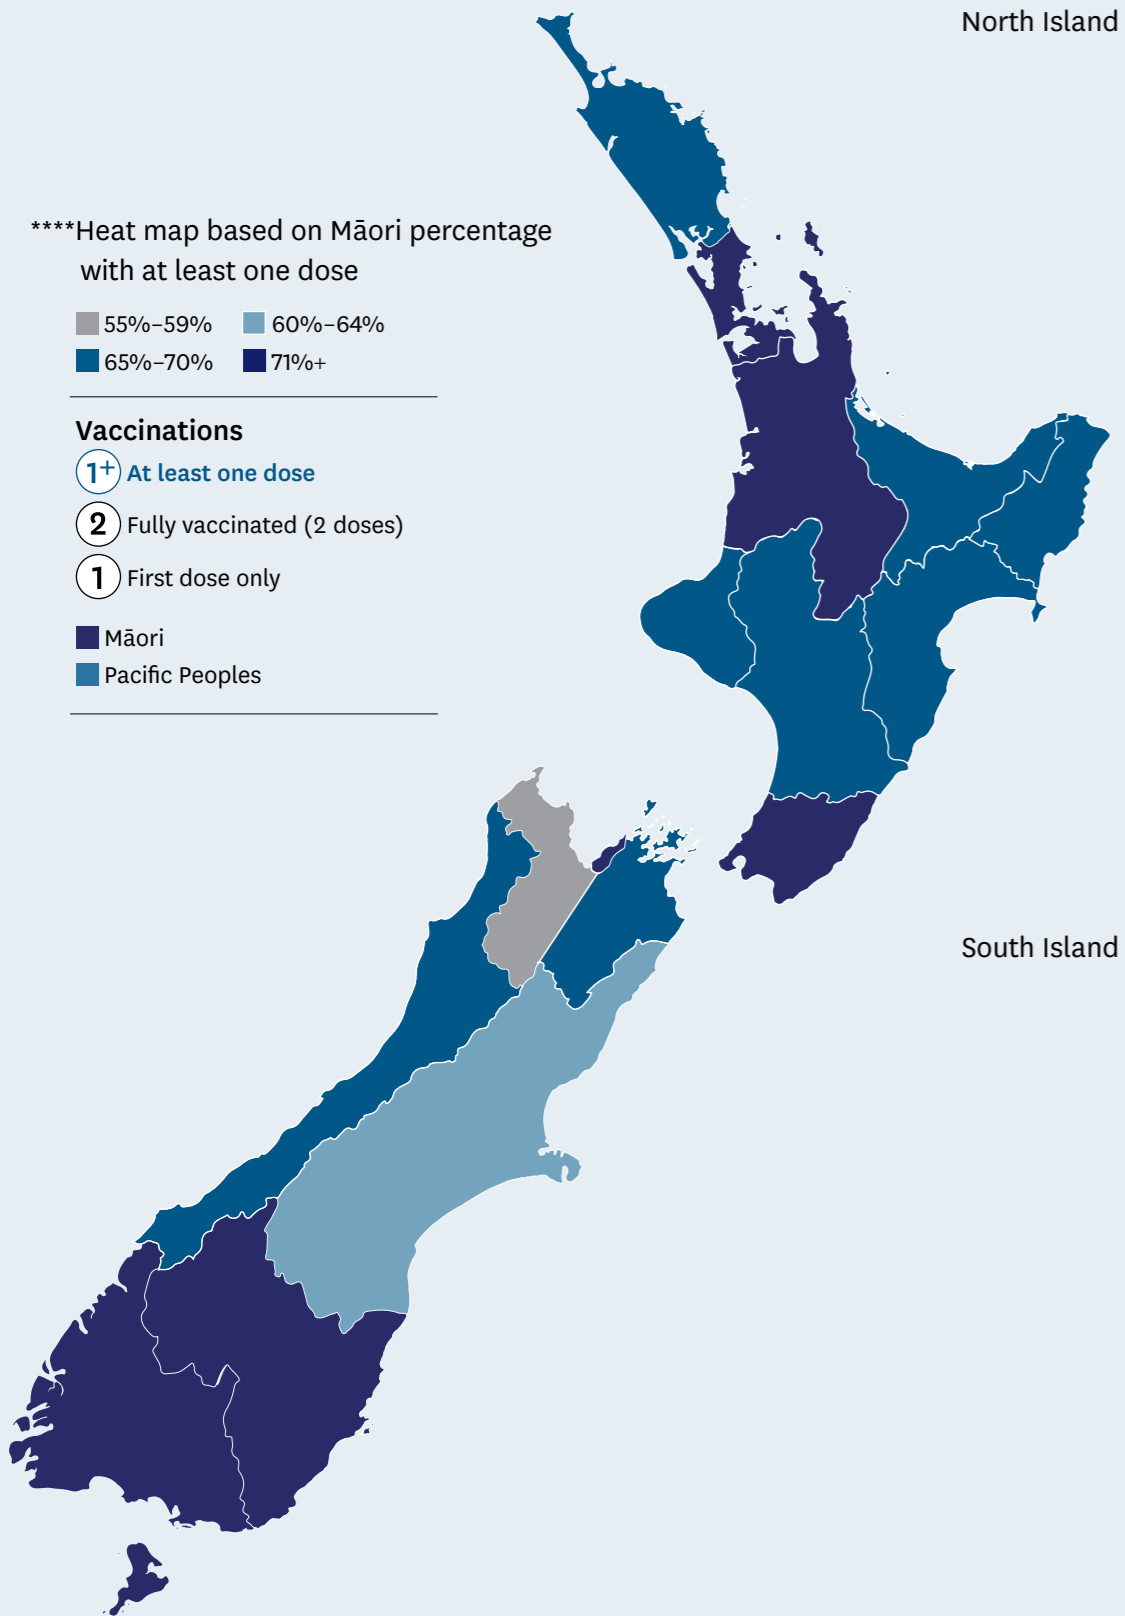 North Island
****Heat map based on Māori percentage
with at least one dose
55%–59% 60%–64%
65%–70% 71%+
Vaccinations
1+ At least one dose
2 Fully vaccinated (2 doses)
1 First dose only
Māori
Pacific Peoples
South Island